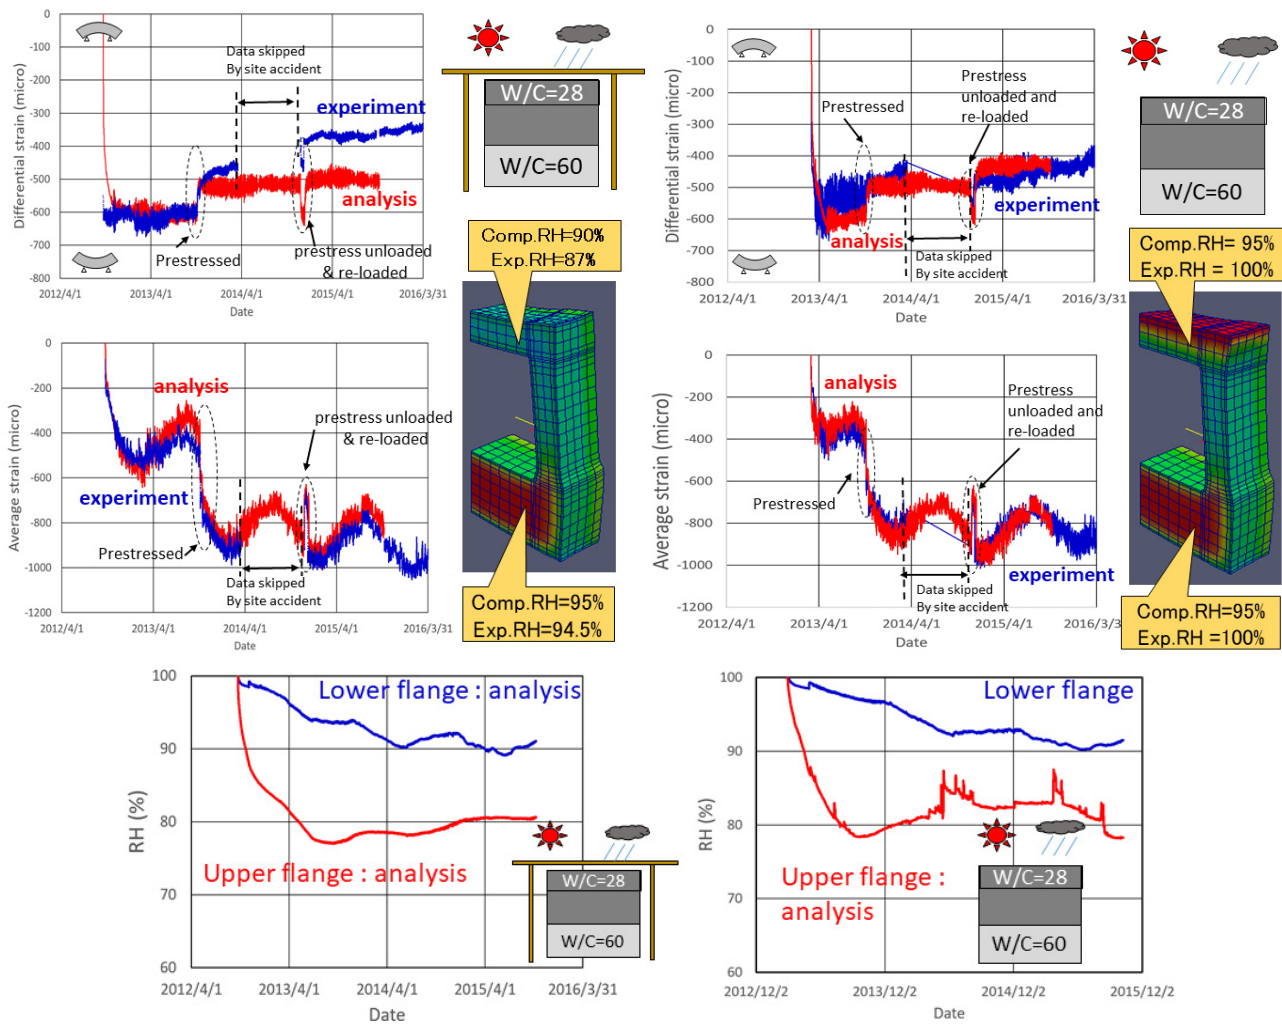 Differential strain (micro)
0
-100
-200
-300
-400
-500
-600
-700
-800
Data skipped
By site accident
experiment
analysis
Prestressed
prestress unloaded
& re-loaded
2012/4/1
2013/4/1
2014/4/1
2015/4/1
2016/3/31
Date
W/C=28
W/C=60
Comp.RH=90%
Exp.RH=87%
Differential strain (micro)
0
-100
-200
-300
-400
-500
-600
-700
-800
Prestressed
Prestress
unloaded and
re-loaded
analysis
experiment
Data skipped
By site accident
2012/4/1
2013/4/1
2014/4/1
2015/4/1
2016/3/31
Date
W/C=28
W/C=60
Comp.RH= 95%
Exp.RH = 100%
Average strain (micro)
0
-200
-400
-600
-800
-1000
-1200
analysis
prestress unloaded
& re-loaded
experiment
Prestressed
Data skipped
By site accident
2012/4/1
2013/4/1
2014/4/1
2015/4/1
2016/3/31
Date
Comp.RH=95%
Exp.RH=94.5%
Average strain (micro)
0
-200
-400
-600
-800
-1000
-1200
analysis
Prestress
unloaded and
re-loaded
Prestressed
experiment
Data skipped
By site accident
2012/4/1
2013/4/1
2014/4/1
2015/4/1
2016/3/31
Date
Comp.RH=95%
Exp.RH =100%
RH (%)
100
90
80
70
60
Lower flange : analysis
Upper flange : analysis
W/C=28
W/C=60
2012/4/1
2013/4/1
2014/4/1
2015/4/1
2016/3/31
Date
RH (%)
100
90
80
70
60
Lower flange
Upper flange :
analysis
W/C=28
W/C=60
2012/12/2
2013/12/2
2014/12/2
2015/12/2
Date